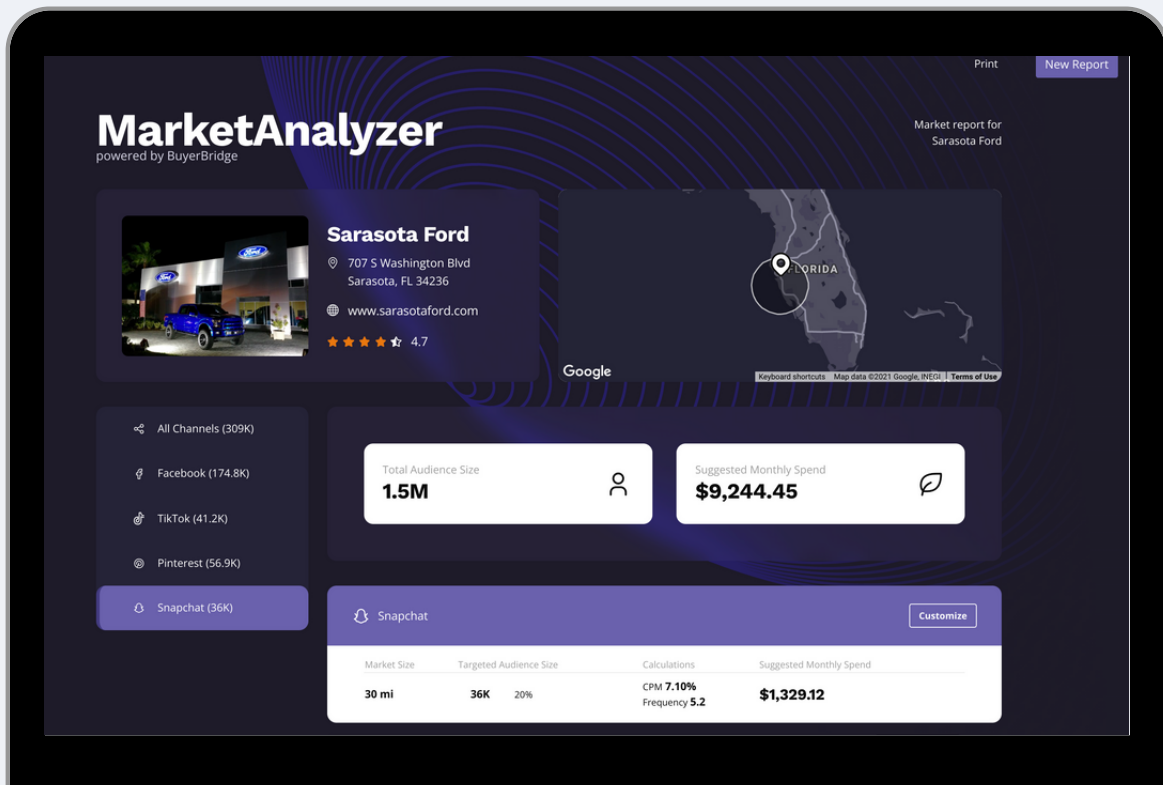 Print
New Report
MarketAnalyzer
powered by BuyerBridge
Market report for
Sarasota Ford
Ford
Ford
Sarasota Ford
707 S Washington Blvd
Sarasota, FL 34236
www.sarasotaford.com
4.7
FLORIDA
Google
Keyboard shortcuts Map data ©2021 Google, INEGI Terms of Use
All Channels (309K)
Facebook (174.8K)
TikTok (41.2K)
Pinterest (56.9K)
Snapchat (36K)
Total Audience Size
1.5M
Suggested Monthly Spend
$9,244.45
Snapchat
Customize
Market Size Targeted Audience Size Calculations Suggested Monthly Spend
30 mi 36K 20% CPM 7.10% $1,329.12
Frequency 5.2